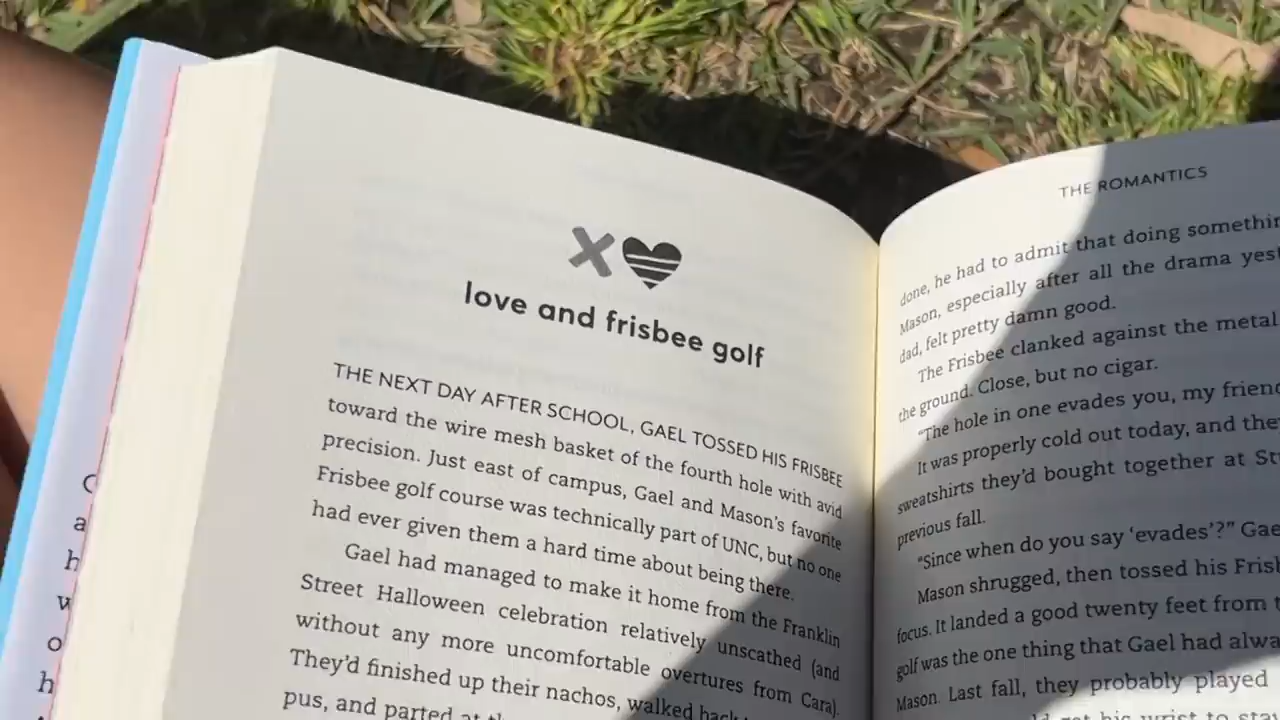 love and frisbee golf
THE NEXT DAY AFTER SCHOOL, GAEL TOSSED HIS FRISBEE
toward the wire mesh basket of the fourth hole with avid
precision. Just east of campus, Gael and Mason's favorite
Frisbee golf course was technically part of UNC, but no one
had ever given them a hard time about being there.
Gael had managed to make it home from the Franklin
Street Halloween celebration relatively unscathed (and
without any more uncomfortable overtures from Cara).
They'd finished up their nachos, walked back
pus, and parted at
THE ROMANTICS
done, he had to admit that doing somethin
Mason, especially after all the drama yest
dad, felt pretty damn good.
The Frisbee clanked against the metal
the ground. Close, but no cigar.
"The hole in one evades you, my friend
It was properly cold out today, and the
sweatshirts they'd bought together at St
previous fall.
"Since when do you say 'evades'?" Gae
Mason shrugged, then tossed his Frisb
focus. It landed a good twenty feet from t
golf was the one thing that Gael had alwa
Mason. Last fall, they probably played
his wrist to stay